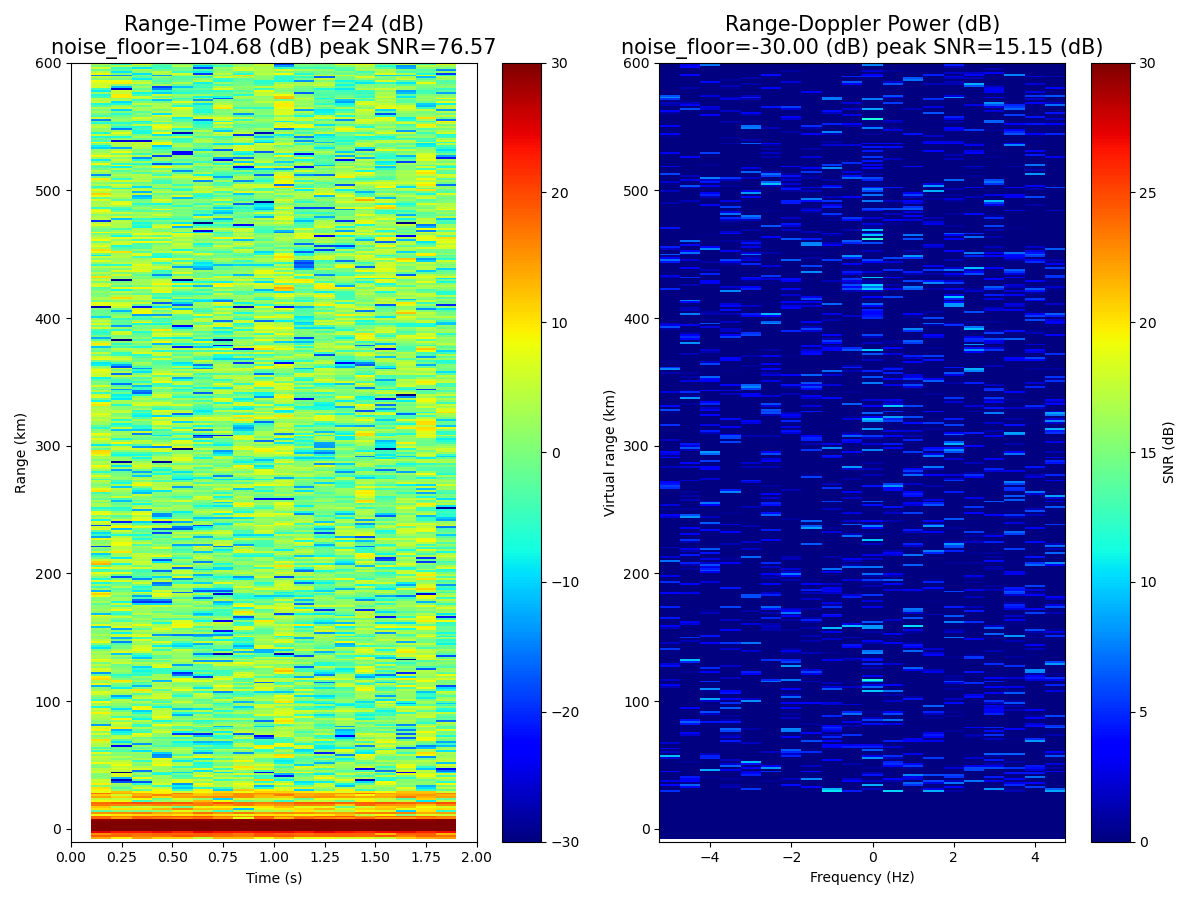 Range-Time Power f=24 (dB)
noise_floor=-104.68 (dB) peak SNR=76.57
Range-Doppler Power (dB)
noise_floor=-30.00 (dB) peak SNR=15.15 (dB)
600
500
400
300
200
100
0
Range (km)
0.00 0.25 0.50 0.75 1.00 1.25 1.50 1.75 2.00
Time (s)
30
20
10
0
−10
−20
−30
600
500
400
300
200
100
0
Virtual range (km)
−4 −2 0 2 4
Frequency (Hz)
30
25
20
15
10
5
0
SNR (dB)